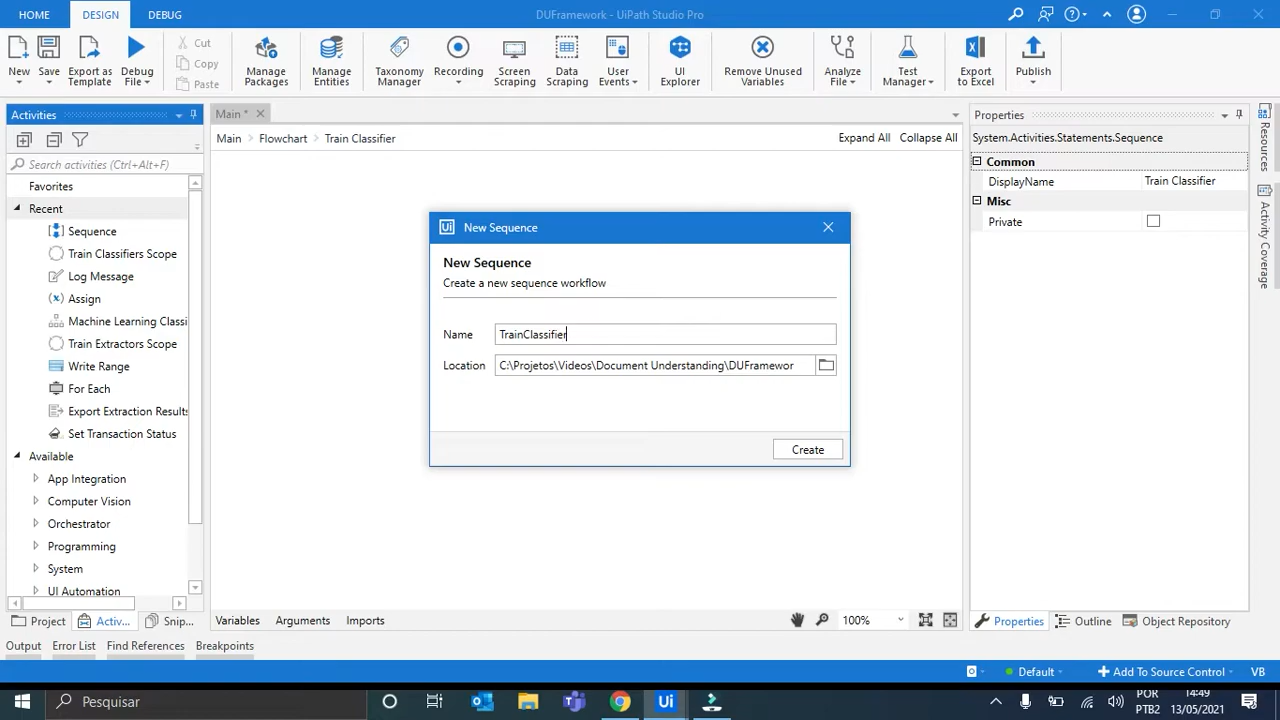 HOME DESIGN DEBUG DUFramework - UiPath Studio Pro
New Save Export as Template Debug File Cut Copy Paste Manage Packages Manage Entities Taxonomy Manager Recording Screen Scraping Data Scraping User Events UI Explorer Remove Unused Variables Analyze File Test Manager Export to Excel Publish
Activities Main * Properties
Main > Flowchart > Train Classifier Expand All Collapse All System.Activities.Statements.Sequence
Search activities (Ctrl+Alt+F) Common
Favorites DisplayName Train Classifier
Recent Misc
Sequence Private
Train Classifiers Scope
Log Message
Assign
Machine Learning Classi
Train Extractors Scope
Write Range
For Each
Export Extraction Results
Set Transaction Status
Available
App Integration
Computer Vision
Orchestrator
Programming
System
UI Automation
Ui New Sequence
New Sequence
Create a new sequence workflow
Name TrainClassifier
Location C:\Projetos\Videos\Document Understanding\DUFramewor
Create
Resources
Activity Coverage
Project Activ... Snip... Variables Arguments Imports 100% Properties Outline Object Repository
Output Error List Find References Breakpoints
Default Add To Source Control VB
Pesquisar Ui POR 14:49
PTB2 13/05/2021